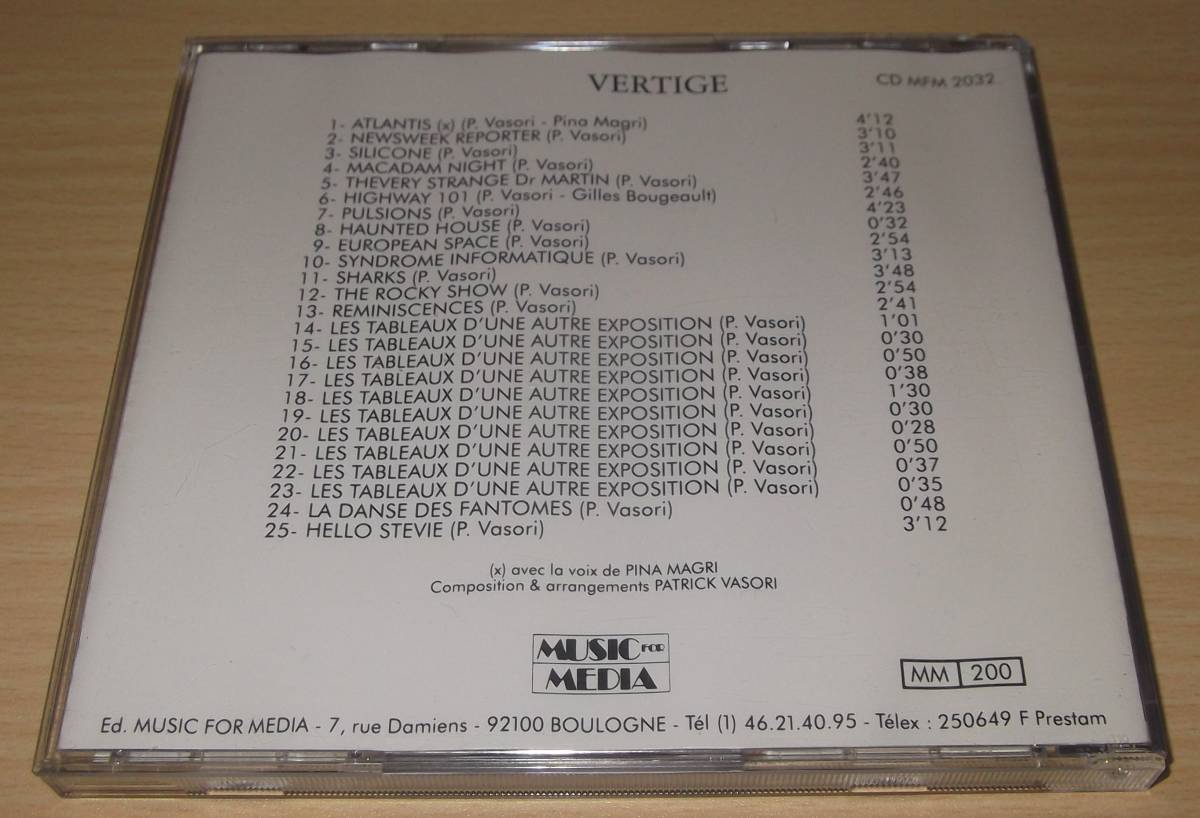 VERTIGE
CD MFM 2032
1- ATLANTIS (x) (P. Vasori - Pina Magri) 4'12
2- NEWSWEEK REPORTER (P. Vasori) 3'10
3- SILICONE (P. Vasori) 3'11
4- MACADAM NIGHT (P. Vasori) 2'40
5- THEVERY STRANGE Dr MARTIN (P. Vasori) 3'47
6- HIGHWAY 101 (P. Vasori - Gilles Bougeault) 2'46
7- PULSIONS (P. Vasori) 4'23
8- HAUNTED HOUSE (P. Vasori) 0'32
9- EUROPEAN SPACE (P. Vasori) 2'54
10- SYNDROME INFORMATIQUE (P. Vasori) 3'13
11- SHARKS (P. Vasori) 3'48
12- THE ROCKY SHOW (P. Vasori) 2'54
13- REMINISCENCES (P. Vasori) 2'41
14- LES TABLEAUX D'UNE AUTRE EXPOSITION (P. Vasori) 1'01
15- LES TABLEAUX D'UNE AUTRE EXPOSITION (P. Vasori) 0'30
16- LES TABLEAUX D'UNE AUTRE EXPOSITION (P. Vasori) 0'50
17- LES TABLEAUX D'UNE AUTRE EXPOSITION (P. Vasori) 0'38
18- LES TABLEAUX D'UNE AUTRE EXPOSITION (P. Vasori) 1'30
19- LES TABLEAUX D'UNE AUTRE EXPOSITION (P. Vasori) 0'30
20- LES TABLEAUX D'UNE AUTRE EXPOSITION (P. Vasori) 0'28
21- LES TABLEAUX D'UNE AUTRE EXPOSITION (P. Vasori) 0'50
22- LES TABLEAUX D'UNE AUTRE EXPOSITION (P. Vasori) 0'37
23- LES TABLEAUX D'UNE AUTRE EXPOSITION (P. Vasori) 0'35
24- LA DANSE DES FANTOMES (P. Vasori) 0'48
25- HELLO STEVIE (P. Vasori) 3'12
(x) avec la voix de PINA MAGRI
Composition & arrangements PATRICK VASORI
MUSIC FOR
MEDIA
MM 200
Ed. MUSIC FOR MEDIA - 7, rue Damiens - 92100 BOULOGNE - Tél (1) 46.21.40.95 - Télex : 250649 F Prestam